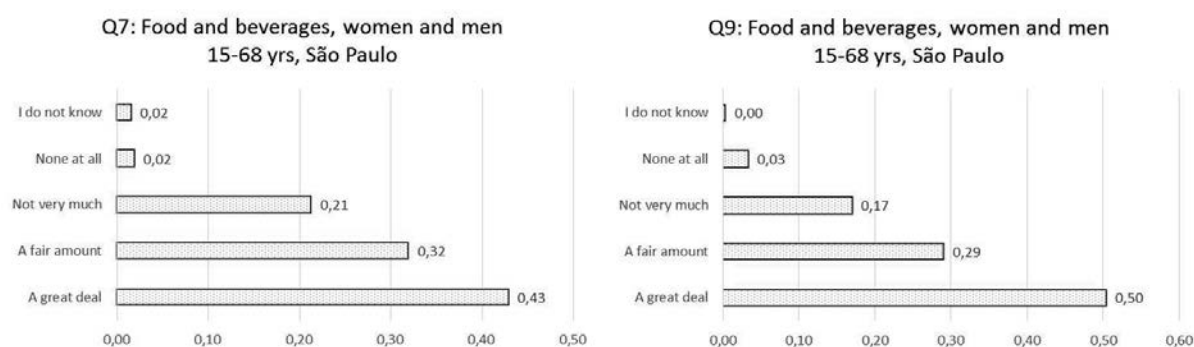 Q7: Food and beverages, women and men
15-68 yrs, São Paulo
I do not know
0,02
None at all
0,02
Not very much
0,21
A fair amount
0,32
A great deal
0,43
0,00 0,10 0,20 0,30 0,40 0,50
Q9: Food and beverages, women and men
15-68 yrs, São Paulo
I do not know
0,00
None at all
0,03
Not very much
0,17
A fair amount
0,29
A great deal
0,50
0,00 0,10 0,20 0,30 0,40 0,50 0,60